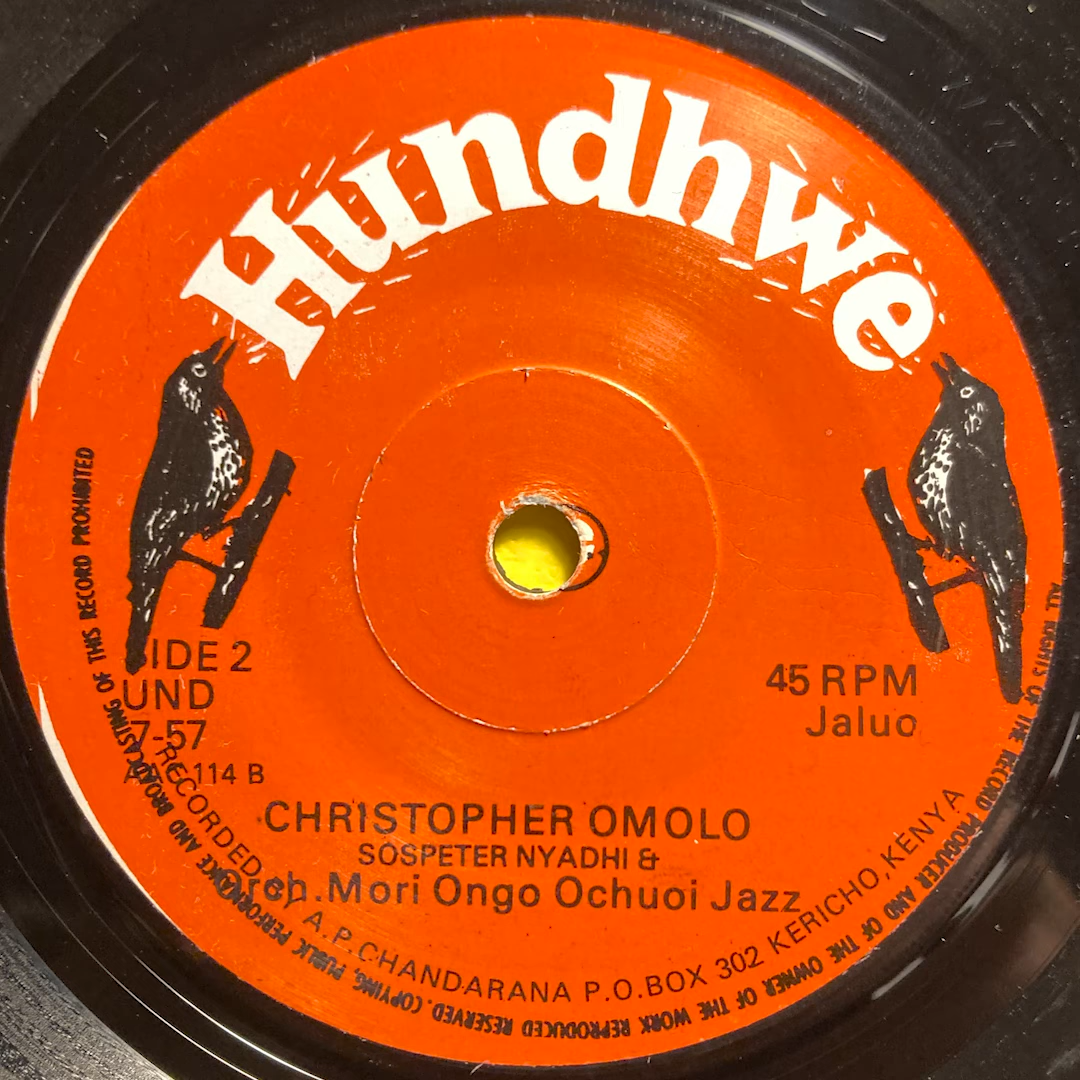 Hundhwe
SIDE 2
HUND
7-57
114 B
45 RPM
Jaluo
CHRISTOPHER OMOLO
SOSPETER NYADHI &
Orch. Mori Ongo Ochuoi Jazz
RECORDED BY A.P. CHANDARANA P.O. BOX 302 KERICHO, KENYA
ALL RIGHTS OF THE RECORD PRODUCER AND OF THE OWNER OF THE WORK REPRODUCED RESERVED. COPYING, PUBLIC PERFORMANCE AND BROADCASTING OF THIS RECORD PROHIBITED